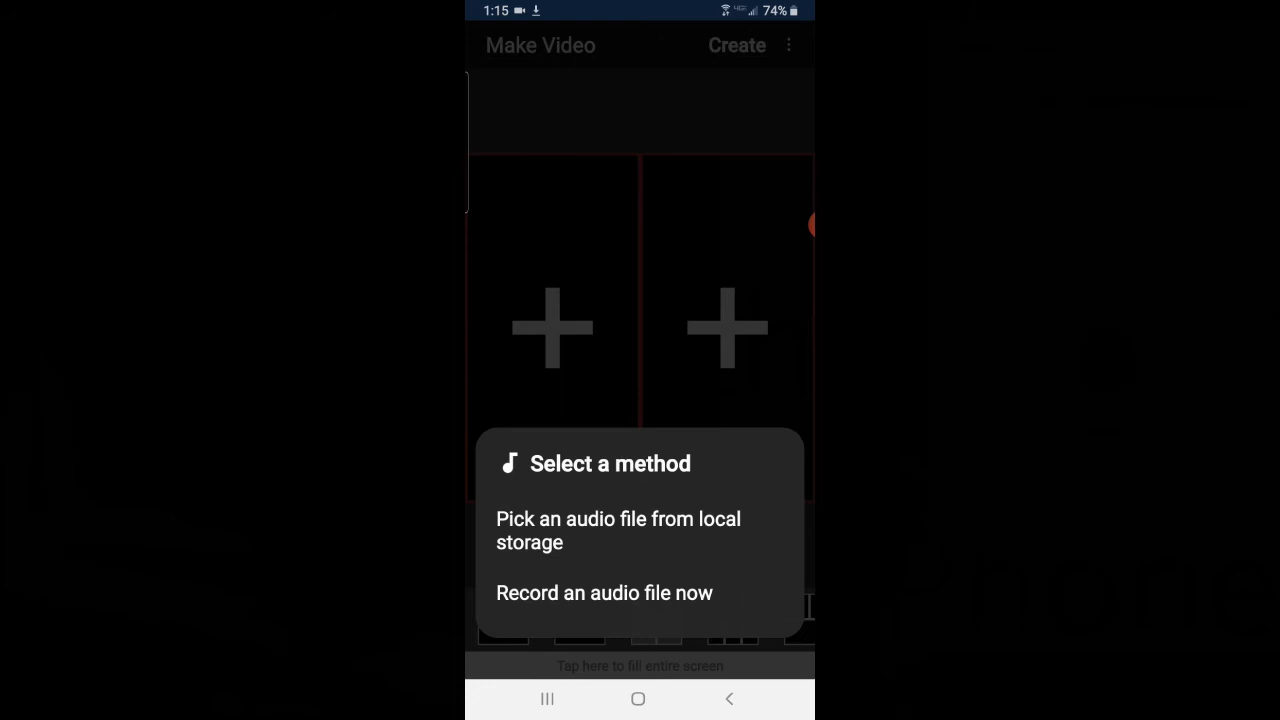 1:15 74%
Make Video Create
Select a method
Pick an audio file from local
storage
Record an audio file now
Tap here to fill entire screen